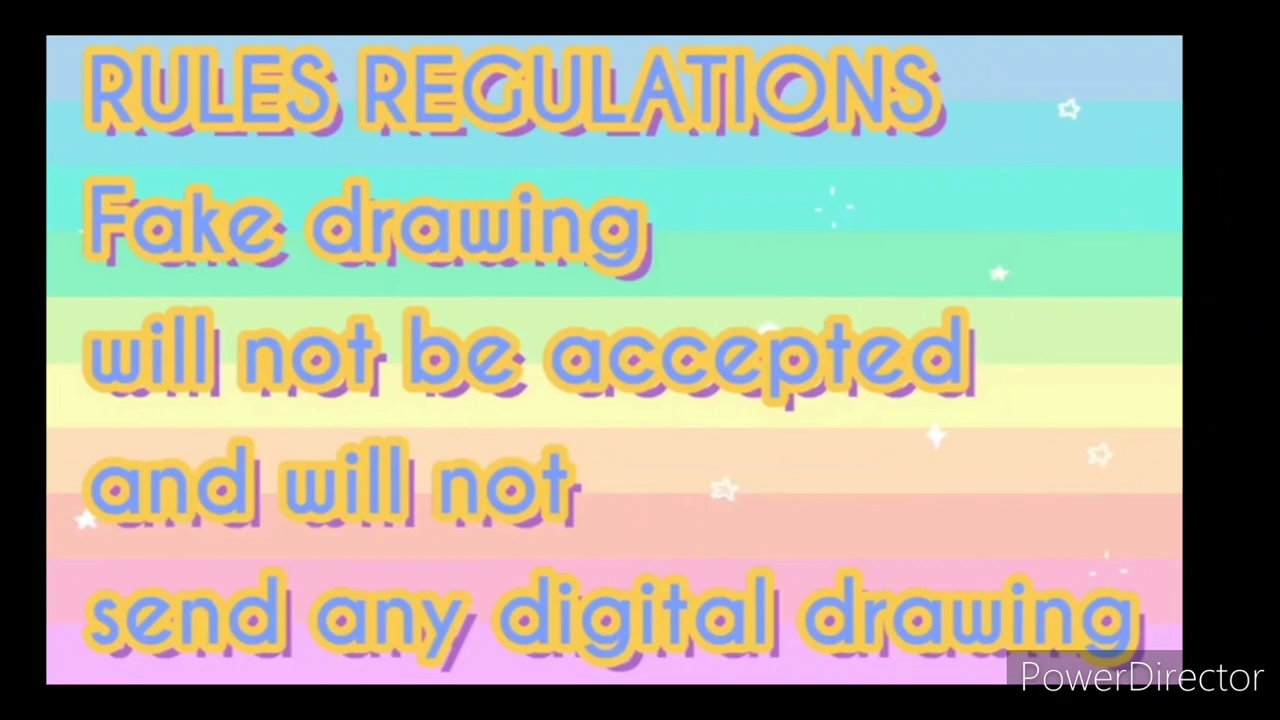 RULES REGULATIONS
Fake drawing
will not be accepted
and will not
send any digital drawing
PowerDirector